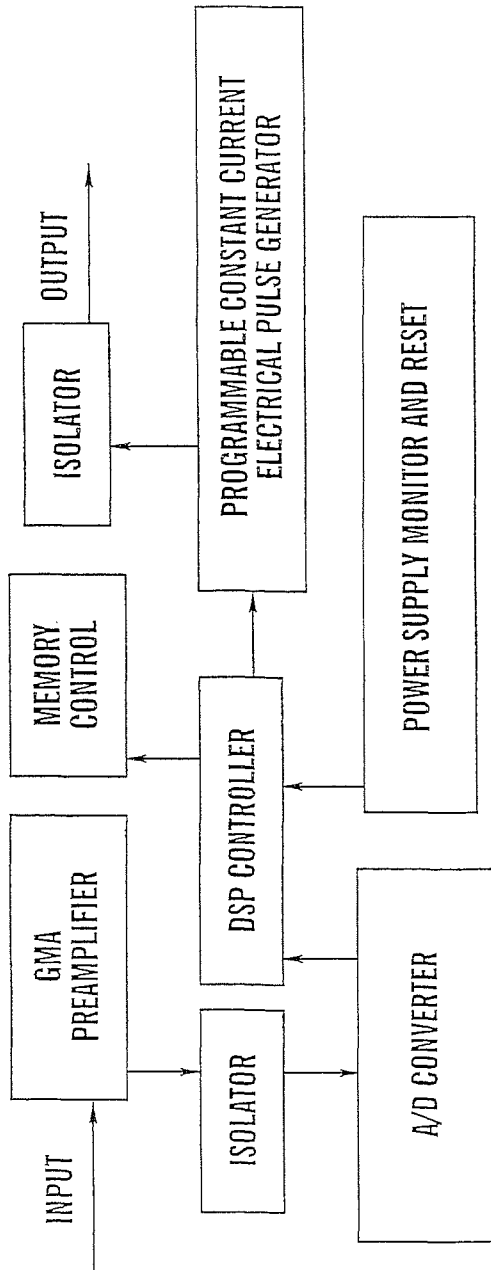 INPUT
GMA
PREAMPLIFIER
MEMORY
CONTROL
ISOLATOR
OUTPUT
ISOLATOR
DSP CONTROLLER
PROGRAMMABLE CONSTANT CURRENT
ELECTRICAL PULSE GENERATOR
A/D CONVERTER
POWER SUPPLY MONITOR AND RESET